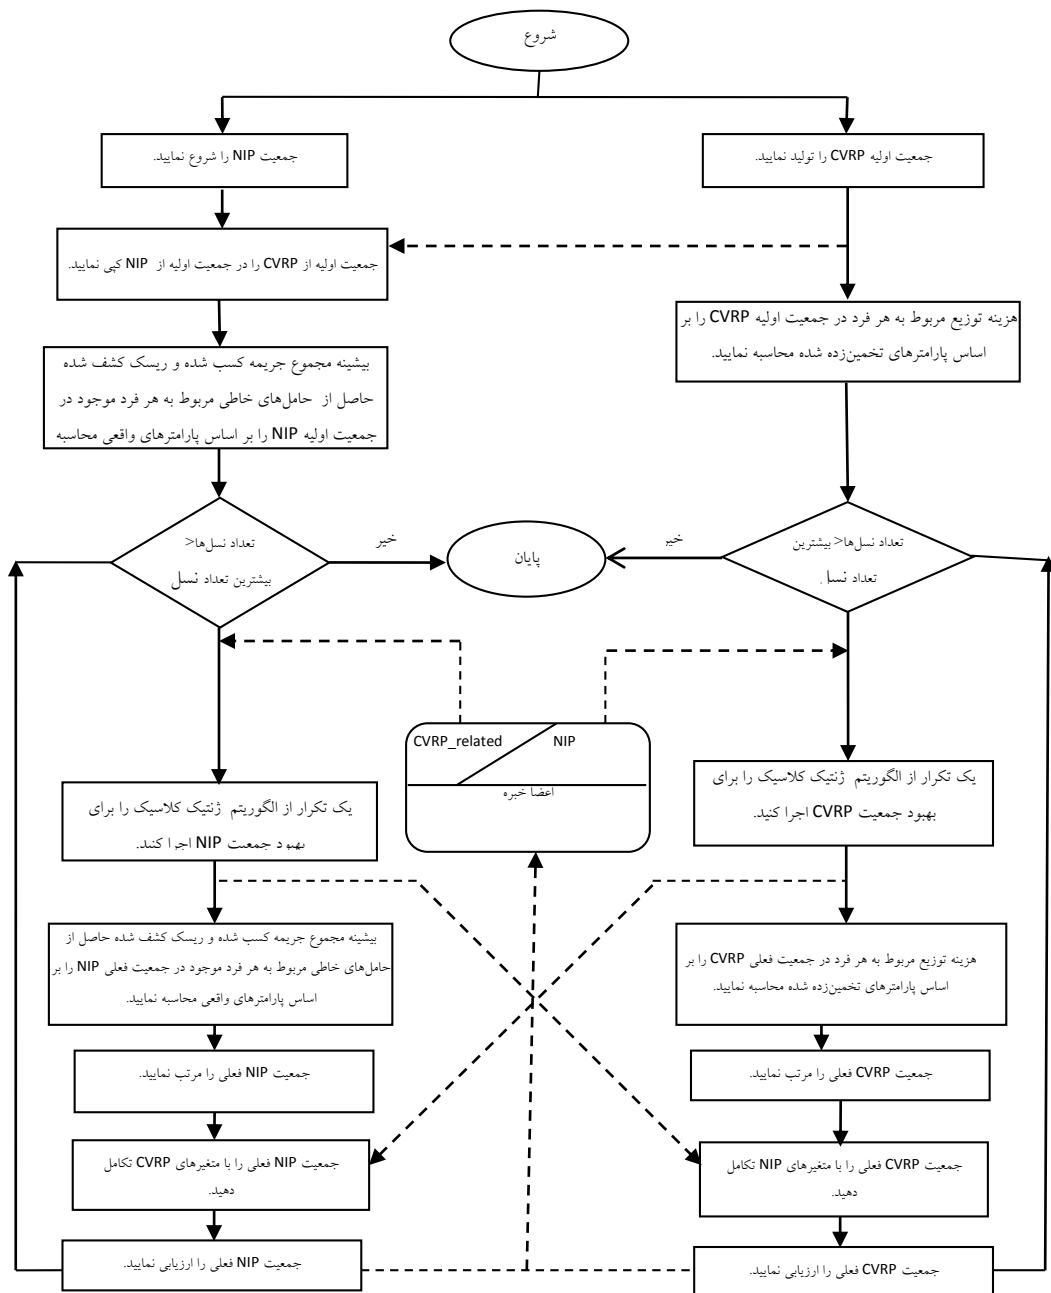 شروع
جمعیت NIP را شروع نمایید.
جمعیت اولیه CVRP را تولید نمایید.
جمعیت اولیه از CVRP را در جمعیت اولیه از NIP کپی نمایید.
هزینه توزیع مربوط به هر فرد در جمعیت اولیه CVRP را بر
اساس پارامترهای تخمین‌زده شده محاسبه نمایید.
بیشینه مجموع جریمه کسب شده و ریسک کشف شده
حاصل از حامل‌های خاطی مربوط به هر فرد موجود در
جمعیت اولیه NIP را بر اساس پارامترهای واقعی محاسبه
تعداد نسل‌ها<
بیشترین تعداد نسل
خیر
پایان
خیر
تعداد نسل‌ها< بیشترین
تعداد نسل
CVRP_related
NIP
اعضا خبره
یک تکرار از الگوریتم ژنتیک کلاسیک را برای
بهبود جمعیت NIP اجرا کنید.
یک تکرار از الگوریتم ژنتیک کلاسیک را برای
بهبود جمعیت CVRP اجرا کنید.
بیشینه مجموع جریمه کسب شده و ریسک کشف شده حاصل از
حامل‌های خاطی مربوط به هر فرد موجود در جمعیت فعلی NIP را بر
اساس پارامترهای واقعی محاسبه نمایید.
هزینه توزیع مربوط به هر فرد در جمعیت فعلی CVRP را بر
اساس پارامترهای تخمین‌زده شده محاسبه نمایید.
جمعیت NIP فعلی را مرتب نمایید.
جمعیت CVRP فعلی را مرتب نمایید.
جمعیت NIP فعلی را با متغیرهای CVRP تکامل
دهید.
جمعیت CVRP فعلی را با متغیرهای NIP تکامل
دهید.
جمعیت NIP فعلی را ارزیابی نمایید.
جمعیت CVRP فعلی را ارزیابی نمایید.